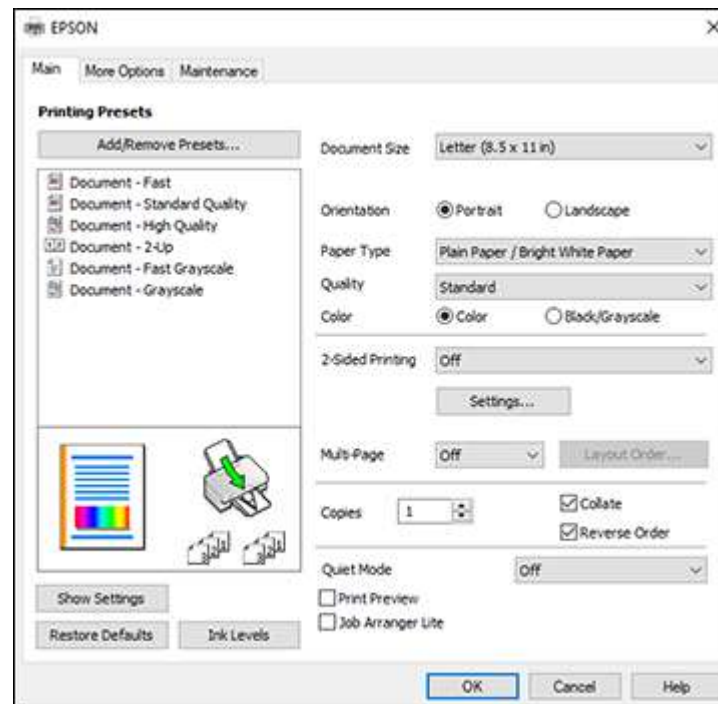 EPSON
Main
More Options
Maintenance
Printing Presets
Add/Remove Presets...
Document - Fast
Document - Standard Quality
Document - High Quality
Document - 2-Up
Document - Fast Grayscale
Document - Grayscale
Show Settings
Restore Defaults
Ink Levels
Document Size
Letter (8.5 x 11 in)
Orientation
Portrait
Landscape
Paper Type
Plain Paper / Bright White Paper
Quality
Standard
Color
Color
Black/Grayscale
2-Sided Printing
Off
Settings...
Multi-Page
Off
Layout Order...
Copies
1
Collate
Reverse Order
Quiet Mode
Off
Print Preview
Job Arranger Lite
OK
Cancel
Help